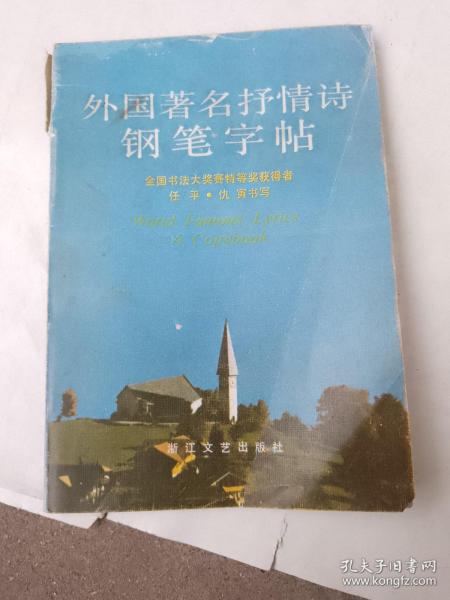 外国著名抒情诗
钢笔字帖
全国书法大奖赛特等奖获得者
任平·仇寅书写
World Famous Lyrics
A Copybook
浙江文艺出版社
孔夫子旧书网
www.kongfz.com